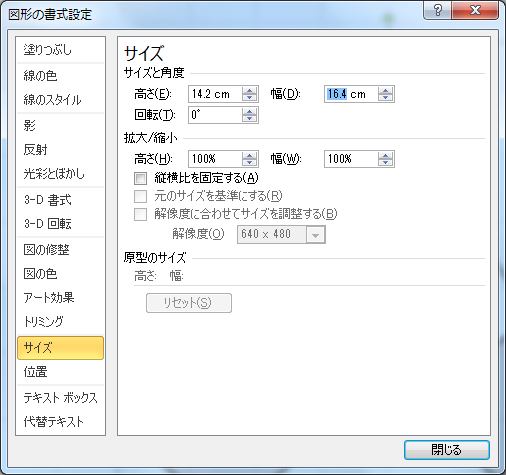 図形の書式設定
塗りつぶし
線の色
線のスタイル
影
反射
光彩とぼかし
3-D 書式
3-D 回転
図の修整
図の色
アート効果
トリミング
サイズ
位置
テキスト ボックス
代替テキスト
サイズ
サイズと角度
高さ(E): 14.2 cm 幅(D): 16.4 cm
回転(T): 0°
拡大/縮小
高さ(H): 100% 幅(W): 100%
縦横比を固定する(A)
元のサイズを基準にする(R)
解像度に合わせてサイズを調整する(B)
解像度(O) 640 x 480
原型のサイズ
高さ: 幅:
リセット(S)
閉じる